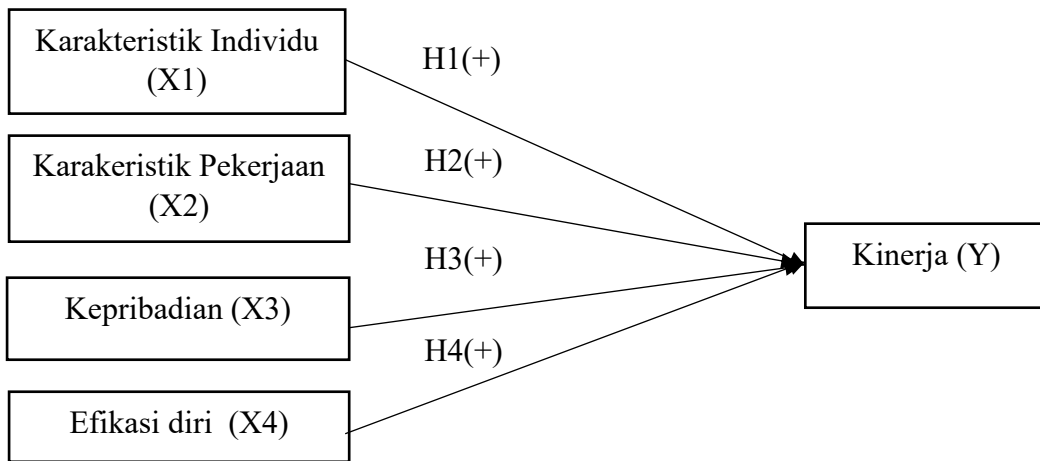 Karakteristik Individu
(X1)
H1(+)
Karakeristik Pekerjaan
(X2)
H2(+)
H3(+)
Kinerja (Y)
Kepribadian (X3)
H4(+)
Efikasi diri  (X4)